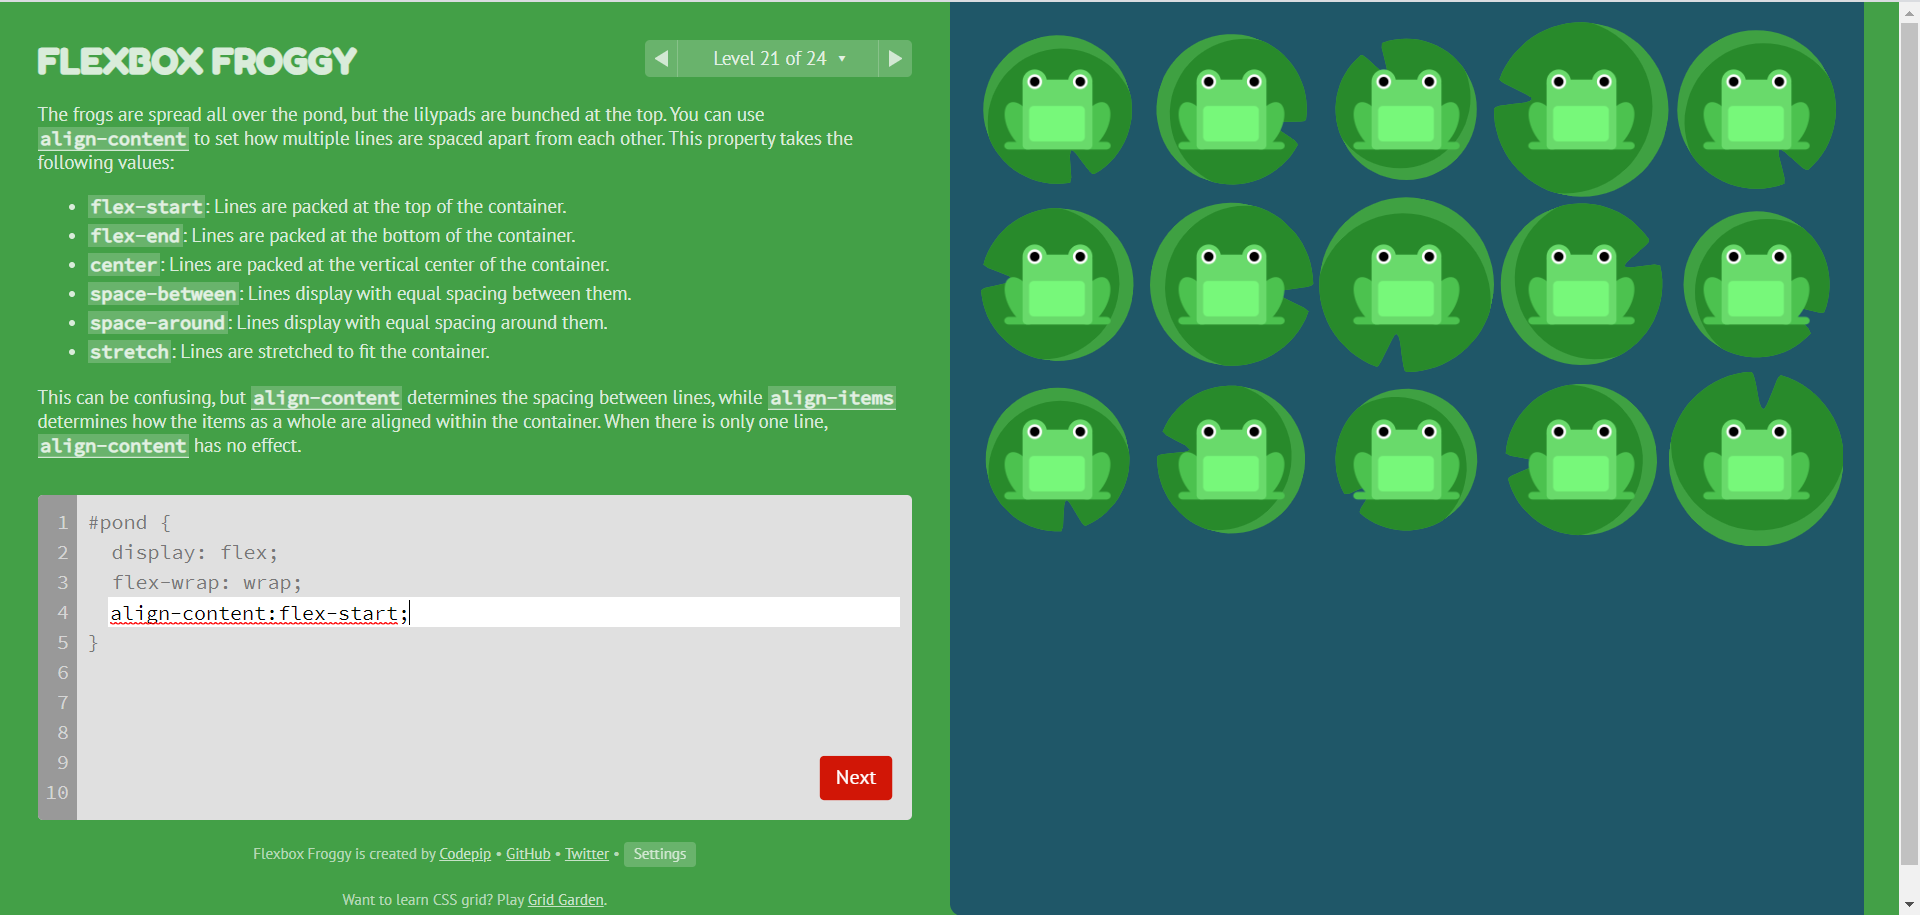 FLEXBOX FROGGY
Level 21 of 24
The frogs are spread all over the pond, but the lilypads are bunched at the top. You can use
align-content to set how multiple lines are spaced apart from each other. This property takes the
following values:
• flex-start: Lines are packed at the top of the container.
• flex-end: Lines are packed at the bottom of the container.
• center: Lines are packed at the vertical center of the container.
• space-between: Lines display with equal spacing between them.
• space-around: Lines display with equal spacing around them.
• stretch: Lines are stretched to fit the container.
This can be confusing, but align-content determines the spacing between lines, while align-items
determines how the items as a whole are aligned within the container. When there is only one line,
align-content has no effect.
1 #pond {
2 display: flex;
3 flex-wrap: wrap;
4 align-content:flex-start;
5 }
6
7
8
9
10
Next
Flexbox Froggy is created by Codepip • GitHub • Twitter • Settings
Want to learn CSS grid? Play Grid Garden.